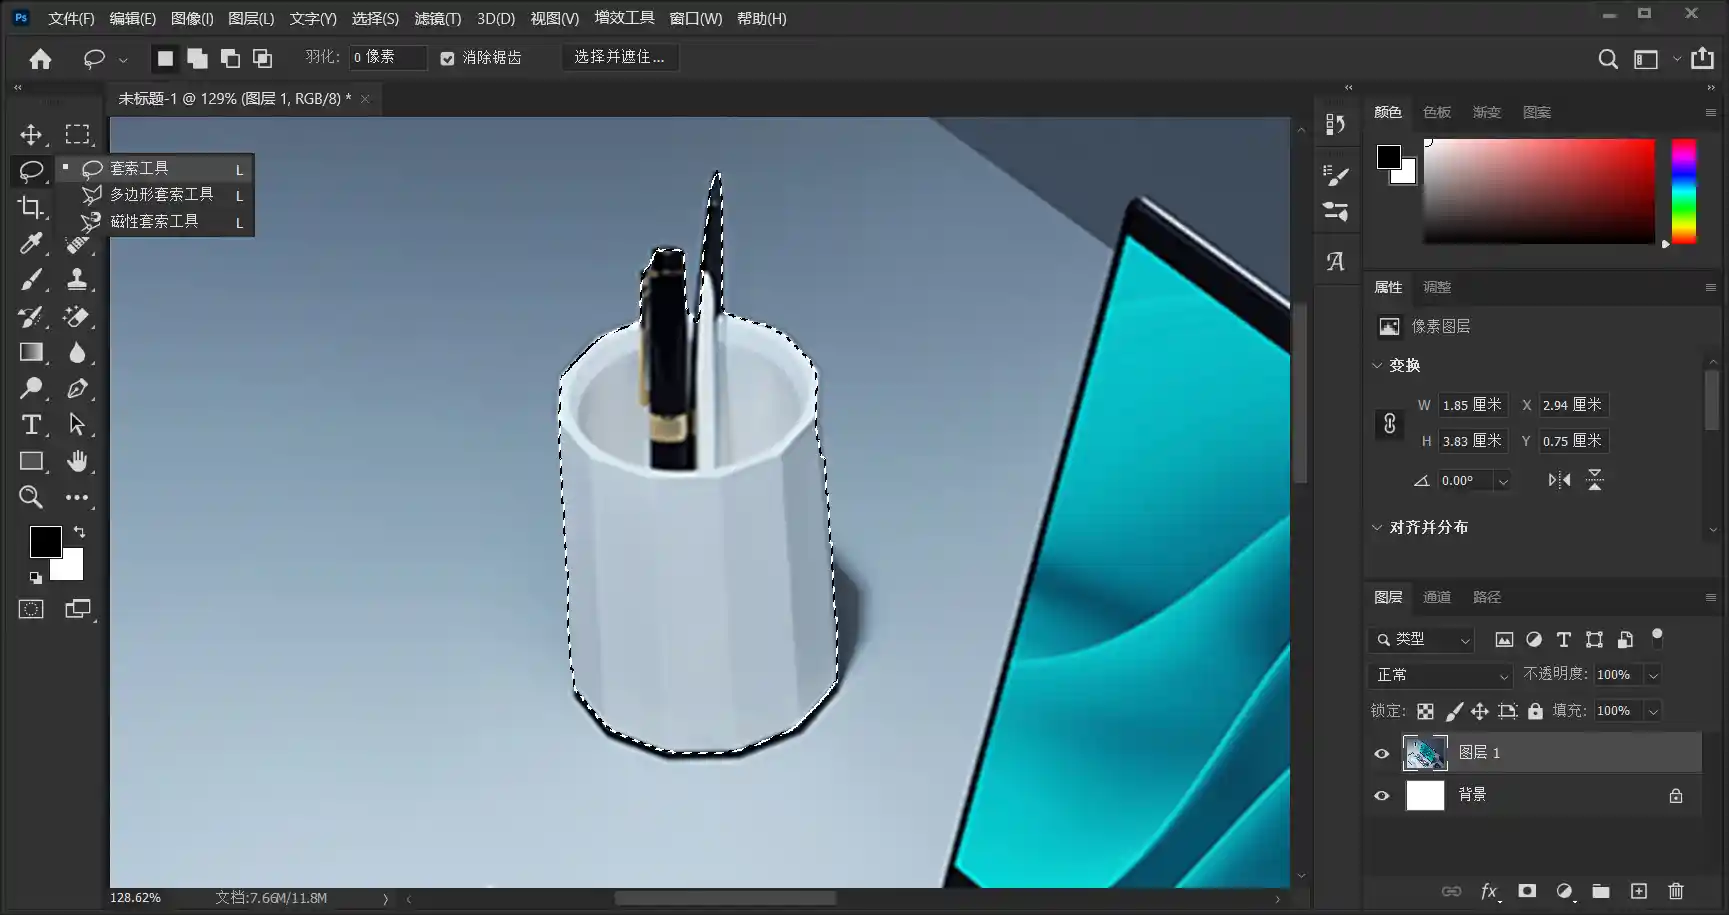 Ps 文件(F) 编辑(E) 图像(I) 图层(L) 文字(Y) 选择(S) 滤镜(T) 3D(D) 视图(V) 增效工具 窗口(W) 帮助(H)
羽化: 0 像素 消除锯齿 选择并遮住...
未标题-1 @ 129% (图层 1, RGB/8) *
套索工具 L
多边形套索工具 L
磁性套索工具 L
颜色 色板 渐变 图案
属性 调整
像素图层
变换
W 1.85 厘米 X 2.94 厘米
H 3.83 厘米 Y 0.75 厘米
0.00°
对齐并分布
图层 通道 路径
类型
正常 不透明度: 100%
锁定: 填充: 100%
图层 1
背景
128.62% 文档:7.66M/11.8M